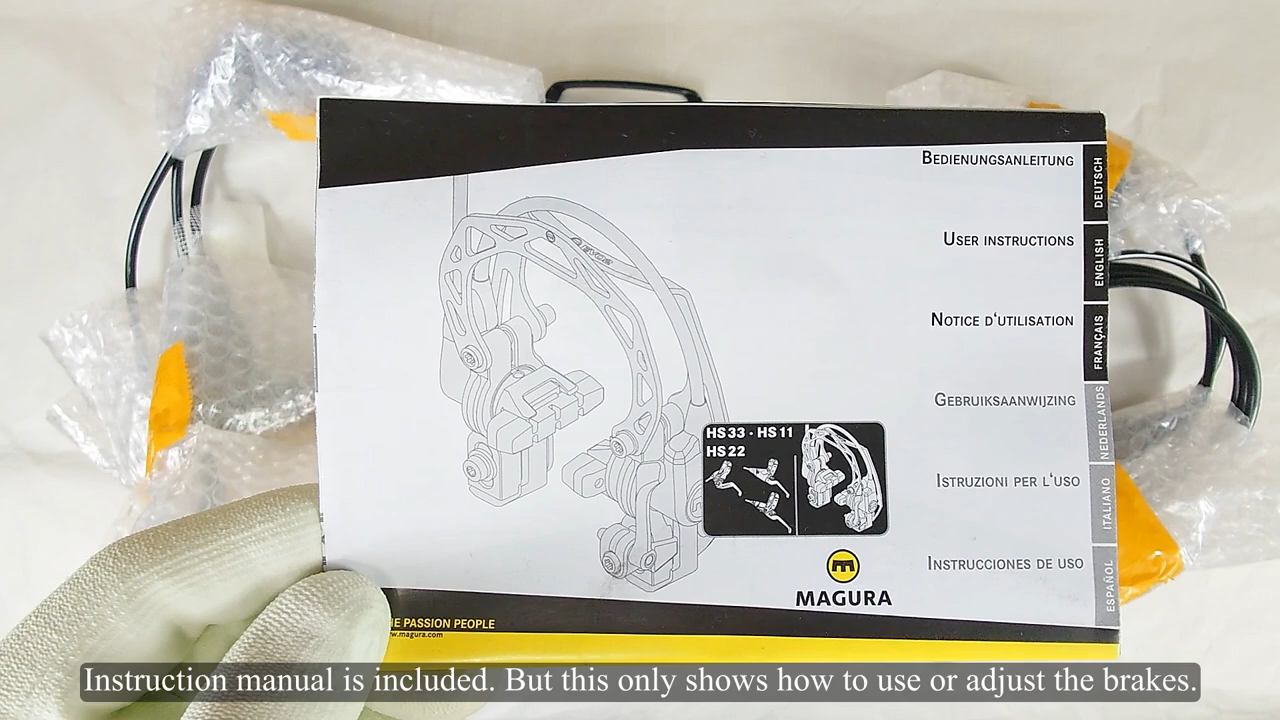 BEDIENUNGSANLEITUNG
DEUTSCH
USER INSTRUCTIONS
ENGLISH
NOTICE D'UTILISATION
FRANÇAIS
GEBRUIKSAANWIJZING
NEDERLANDS
ISTRUZIONI PER L'USO
ITALIANO
INSTRUCCIONES DE USO
ESPAÑOL
HS33 · HS11
HS22
MAGURA
PASSION PEOPLE
.magura.com
Instruction manual is included. But this only shows how to use or adjust the brakes.